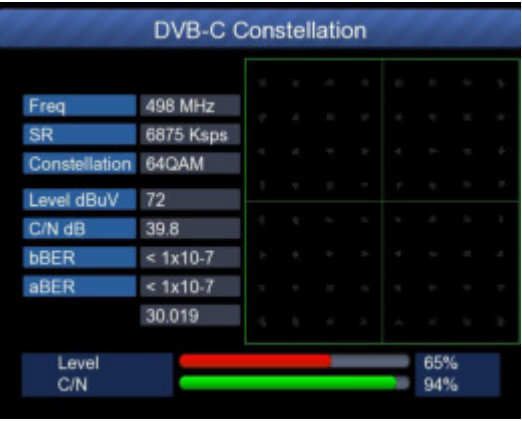 DVB-C Constellation
Freq 498 MHz
SR 6875 Ksps
Constellation 64QAM
Level dBuV 72
C/N dB 39.8
bBER < 1x10-7
aBER < 1x10-7
30.019
Level 65%
C/N 94%